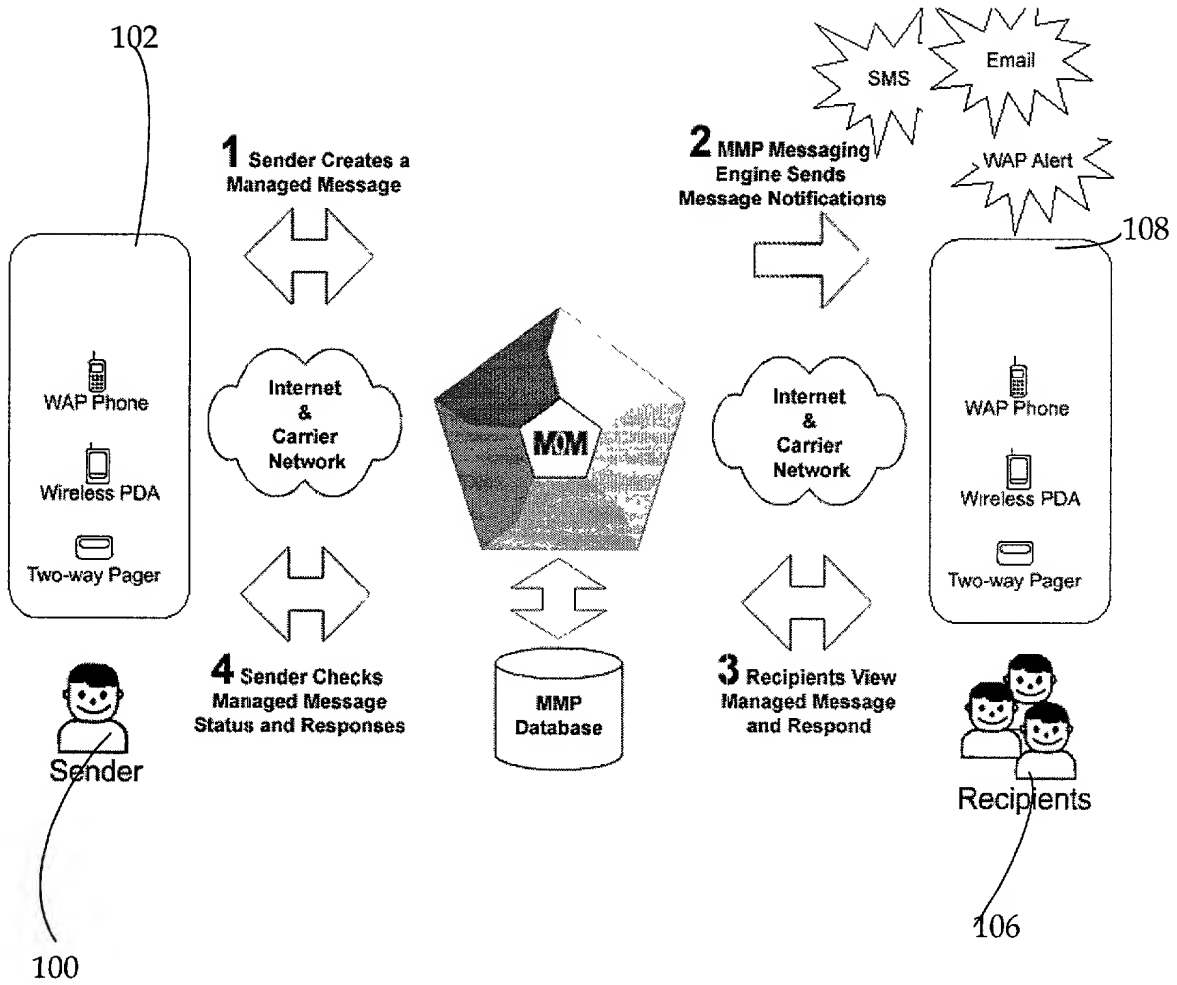 102
SMS
Email
WAP Alert
1 Sender Creates a
Managed Message
2 MMP Messaging
Engine Sends
Message Notifications
108
WAP Phone
Wireless PDA
Two-way Pager
Internet
&
Carrier
Network
MOM
Internet
&
Carrier
Network
WAP Phone
Wireless PDA
Two-way Pager
4 Sender Checks
Managed Message
Status and Responses
MMP
Database
3 Recipients View
Managed Message
and Respond
Sender
Recipients
100
106